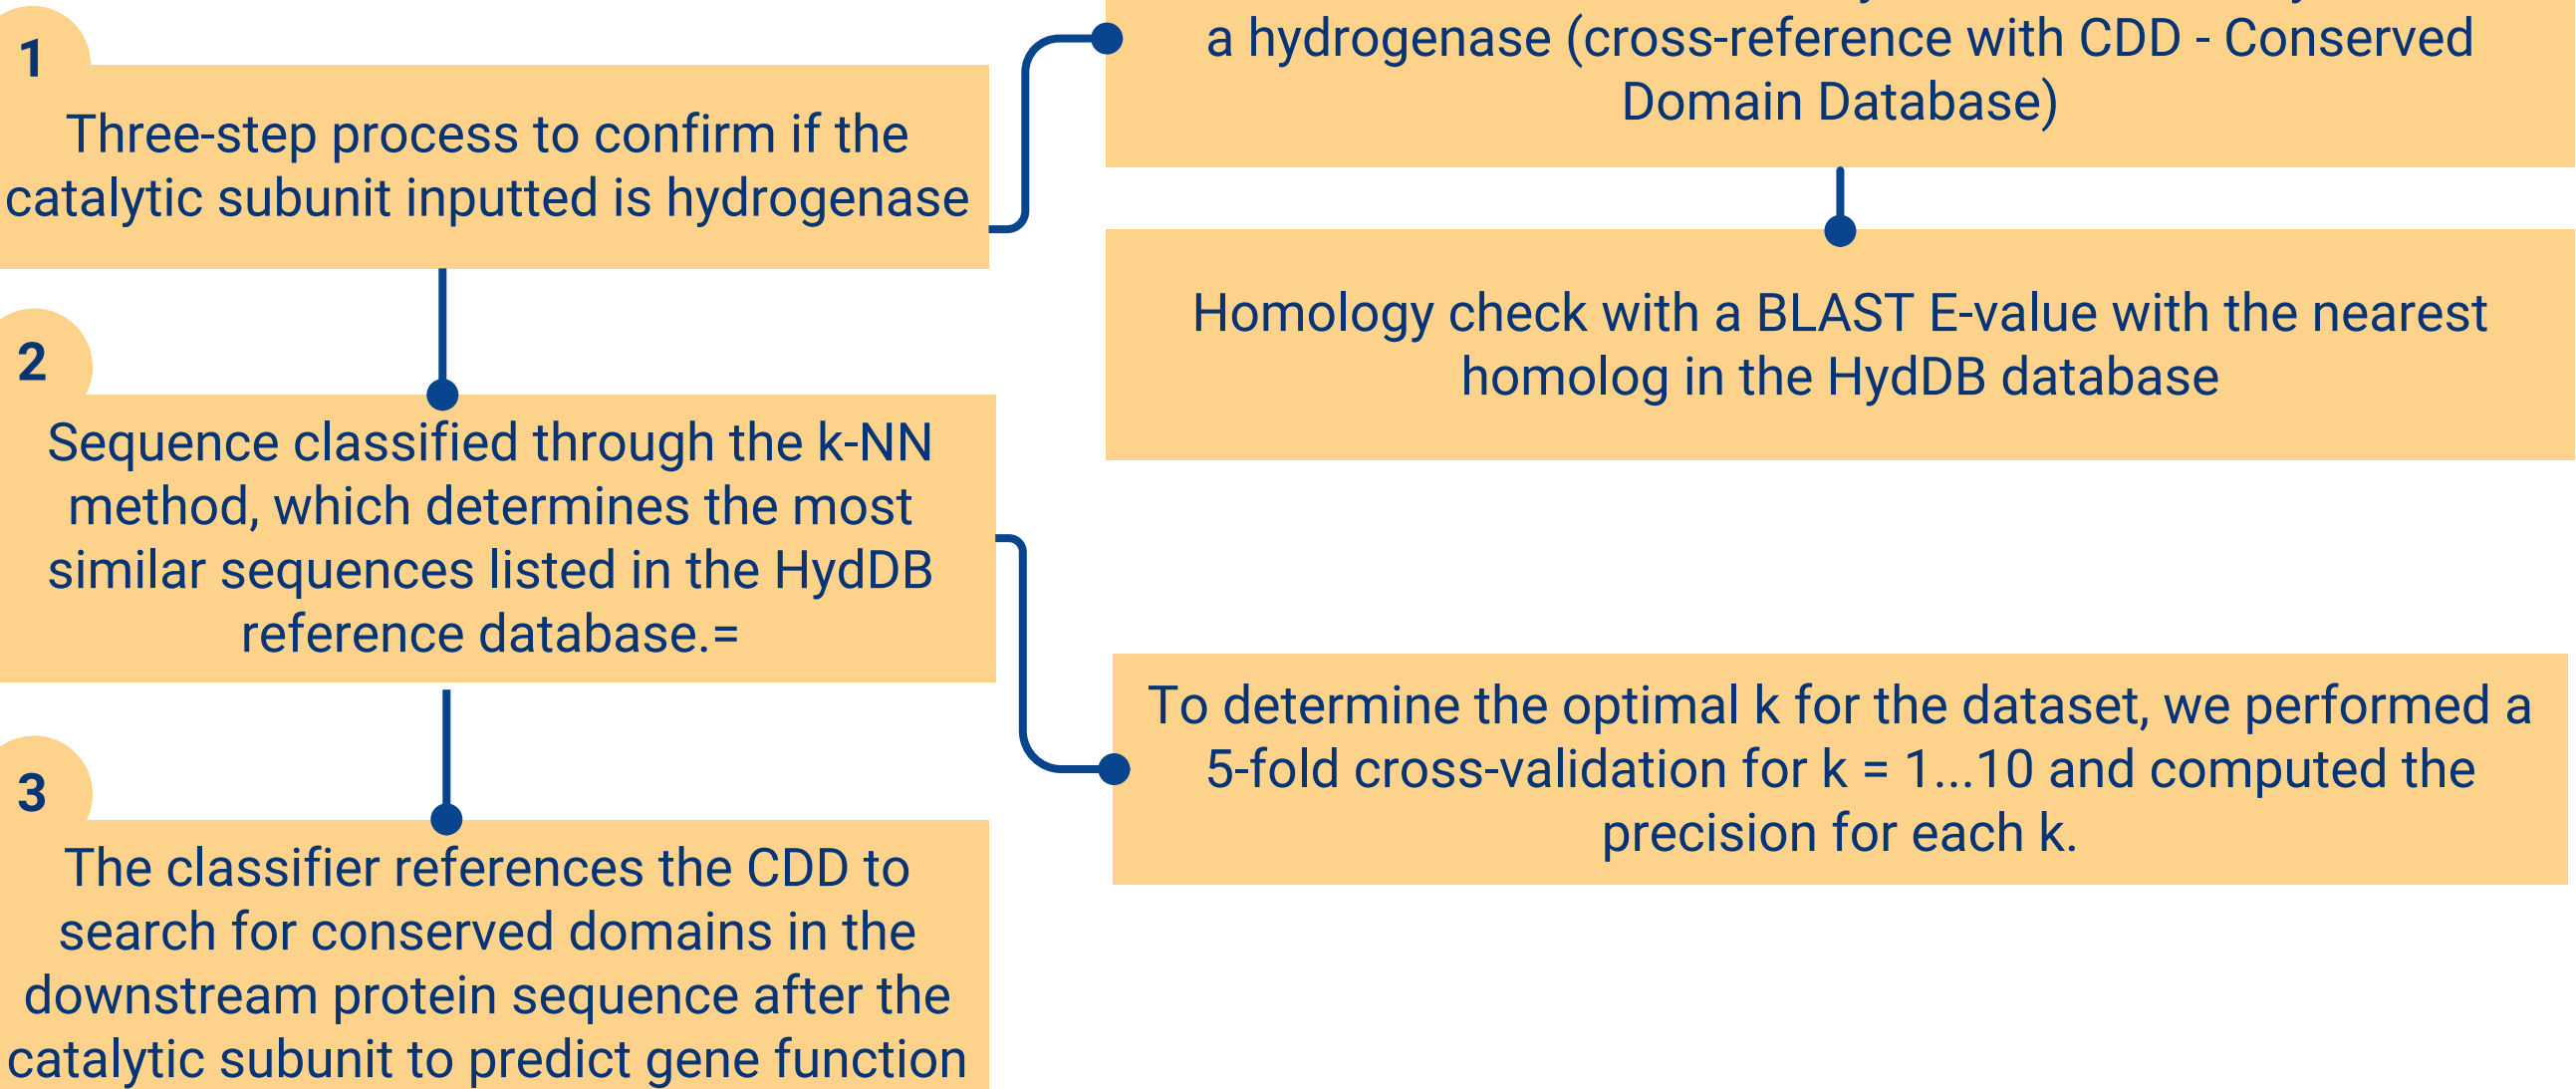 1
Three-step process to confirm if the
catalytic subunit inputted is hydrogenase
a hydrogenase (cross-reference with CDD - Conserved
Domain Database)
Homology check with a BLAST E-value with the nearest
homolog in the HydDB database
2
Sequence classified through the k-NN
method, which determines the most
similar sequences listed in the HydDB
reference database.=
To determine the optimal k for the dataset, we performed a
5-fold cross-validation for k = 1...10 and computed the
precision for each k.
3
The classifier references the CDD to
search for conserved domains in the
downstream protein sequence after the
catalytic subunit to predict gene function